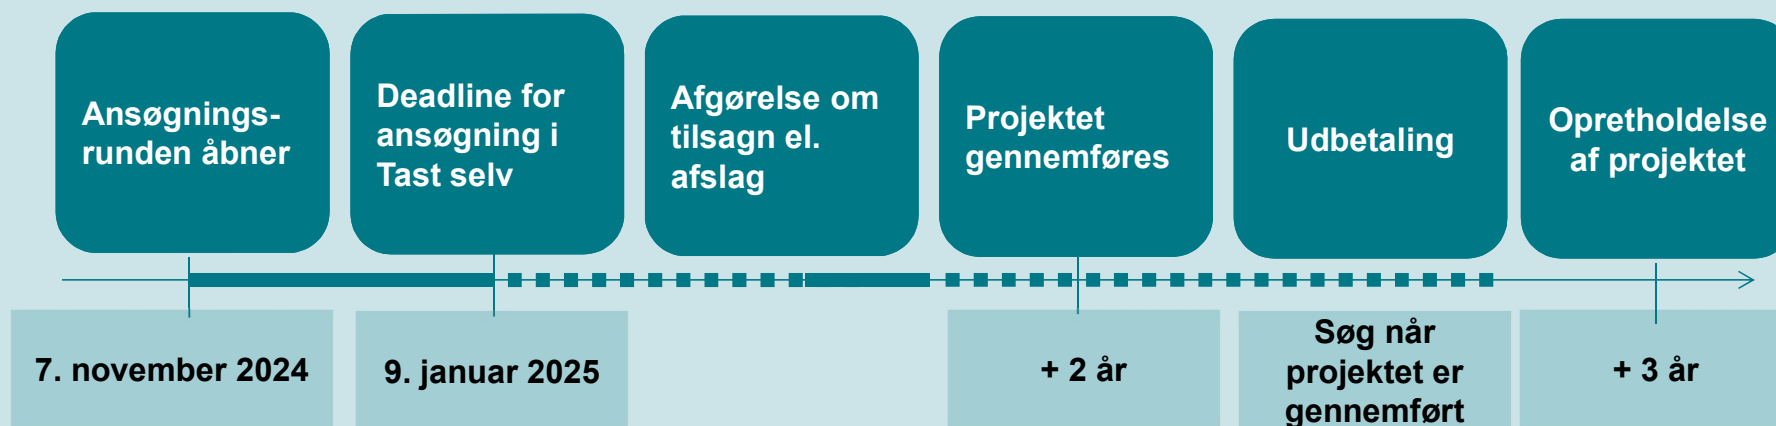 Ansøgnings-
runden åbner
Deadline for
ansøgning i
Tast selv
Afgørelse om
tilsagn el.
afslag
Projektet
gennemføres
Udbetaling
Opretholdelse
af projektet
7. november 2024
9. januar 2025
+ 2 år
Søg når
projektet er
gennemført
+ 3 år